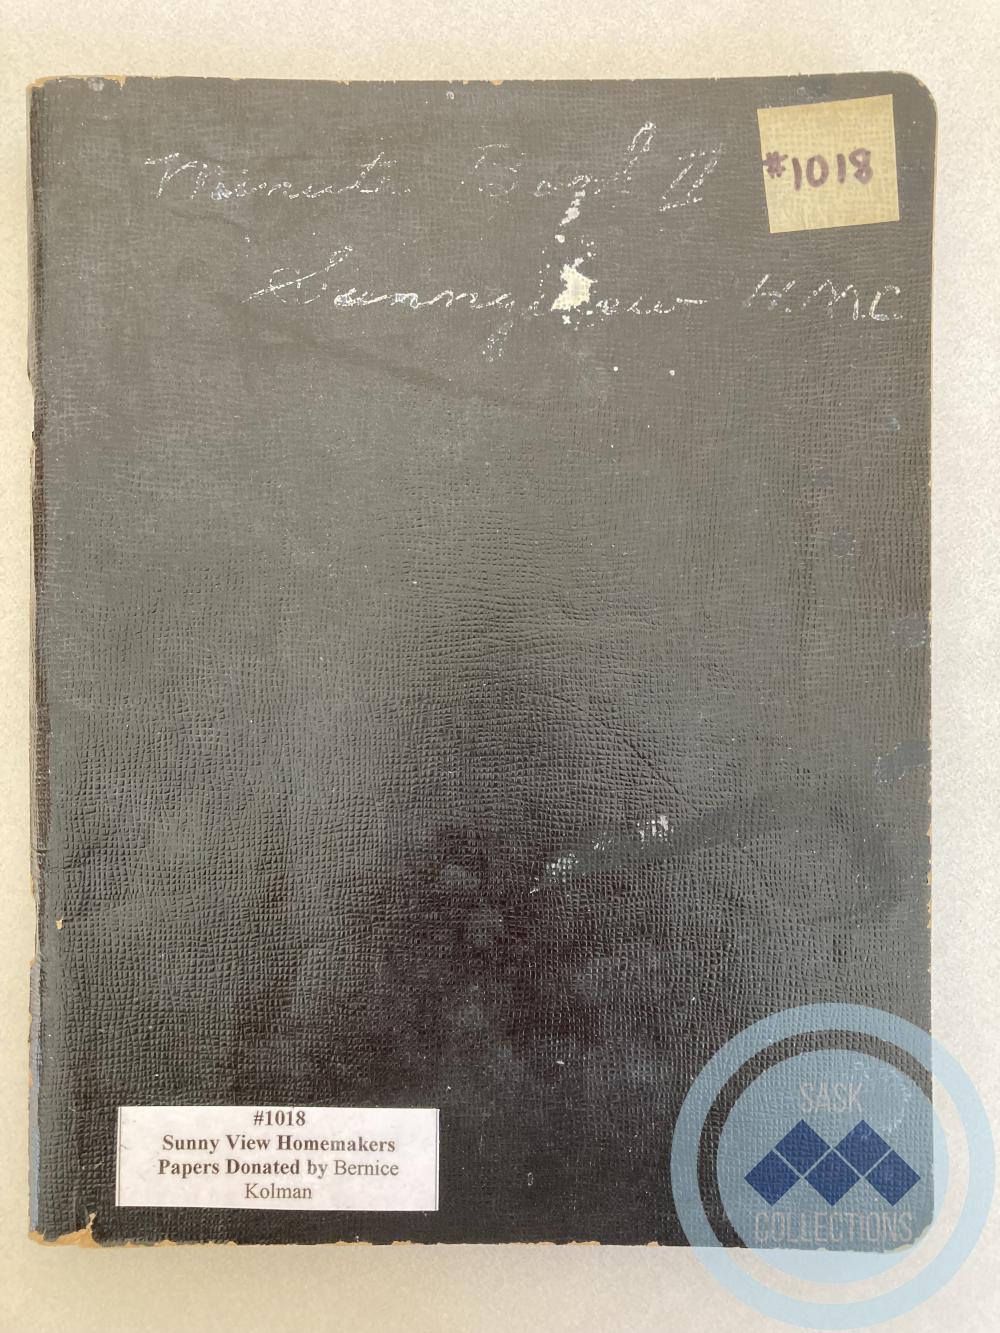 Minute Book II
#1018
Sunnyview H.M.C.
#1018
Sunny View Homemakers
Papers Donated by Bernice
Kolman
SASK
COLLECTIONS